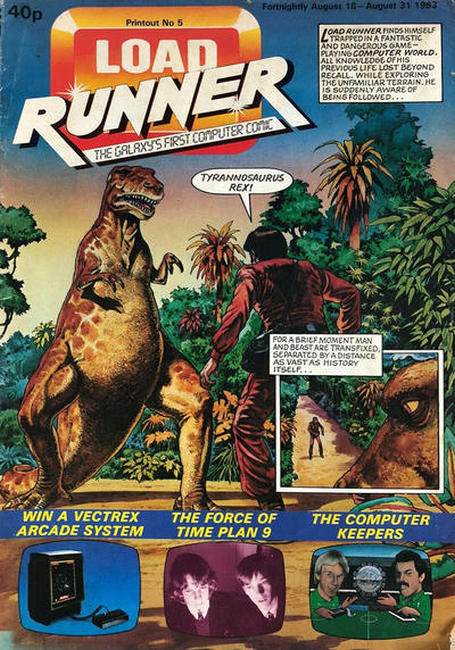 40p
Printout No 5
Fortnightly August 18 – August 31 1983
LOAD
RUNNER
THE GALAXY'S FIRST COMPUTER COMIC
LOAD RUNNER FINDS HIMSELF
TRAPPED IN A FANTASTIC
AND DANGEROUS GAME-
PLAYING COMPUTER WORLD.
ALL KNOWLEDGE OF HIS
PREVIOUS LIFE LOST BEYOND
RECALL. WHILE EXPLORING
THE UNFAMILIAR TERRAIN, HE
IS SUDDENLY AWARE OF
BEING FOLLOWED...
TYRANNOSAURUS
REX!
FOR A BRIEF MOMENT MAN
AND BEAST ARE TRANSFIXED,
SEPARATED BY A DISTANCE
AS VAST AS HISTORY
ITSELF...
WIN A VECTREX
ARCADE SYSTEM
THE FORCE OF
TIME PLAN 9
THE COMPUTER
KEEPERS